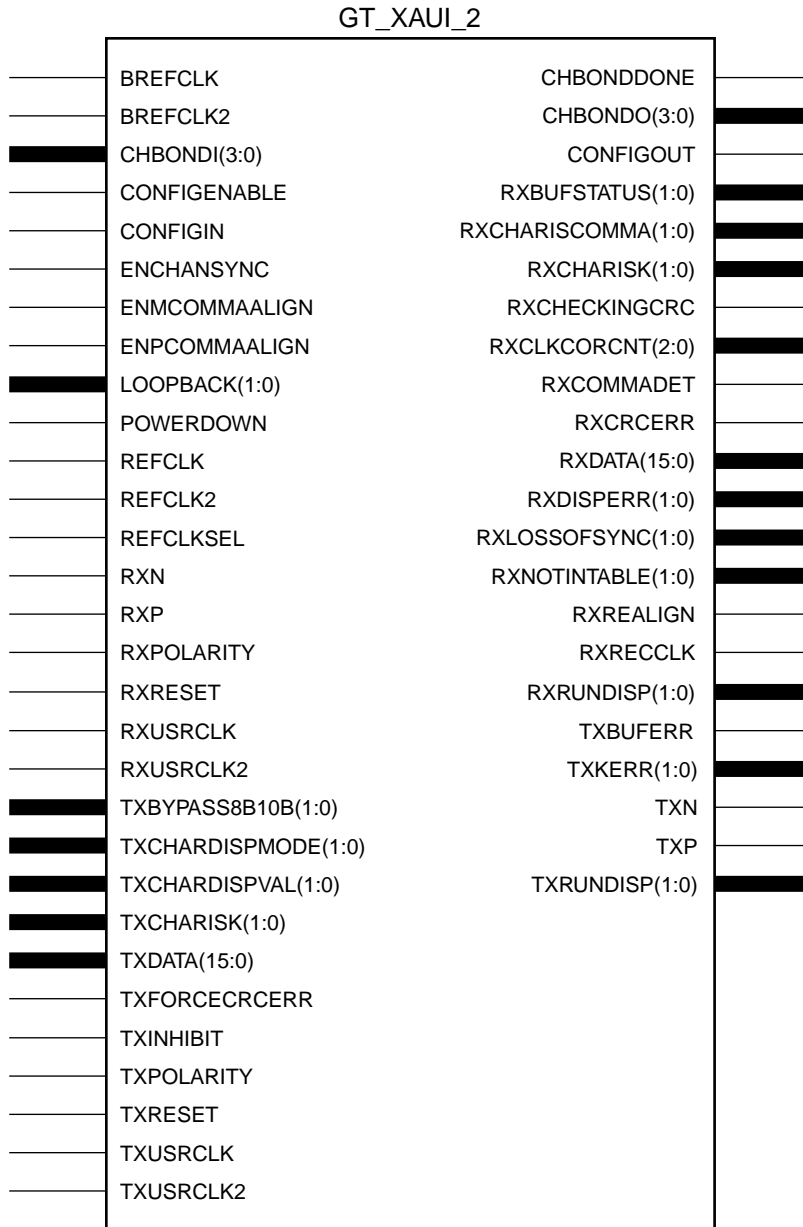 GT_XAUI_2
BREFCLK CHBONDDONE
BREFCLK2 CHBONDO(3:0)
CHBONDI(3:0) CONFIGOUT
CONFIGENABLE RXBUFSTATUS(1:0)
CONFIGIN RXCHARISCOMMA(1:0)
ENCHANSYNC RXCHARISK(1:0)
ENMCOMMAALIGN RXCHECKINGCRC
ENPCOMMAALIGN RXCLKCORCNT(2:0)
LOOPBACK(1:0) RXCOMMADET
POWERDOWN RXCRCERR
REFCLK RXDATA(15:0)
REFCLK2 RXDISPERR(1:0)
REFCLKSEL RXLOSSOFSYNC(1:0)
RXN RXNOTINTABLE(1:0)
RXP RXREALIGN
RXPOLARITY RXRECCLK
RXRESET RXRUNDISP(1:0)
RXUSRCLK TXBUFERR
RXUSRCLK2 TXKERR(1:0)
TXBYPASS8B10B(1:0) TXN
TXCHARDISPMODE(1:0) TXP
TXCHARDISPVAL(1:0) TXRUNDISP(1:0)
TXCHARISK(1:0)
TXDATA(15:0)
TXFORCECRCERR
TXINHIBIT
TXPOLARITY
TXRESET
TXUSRCLK
TXUSRCLK2